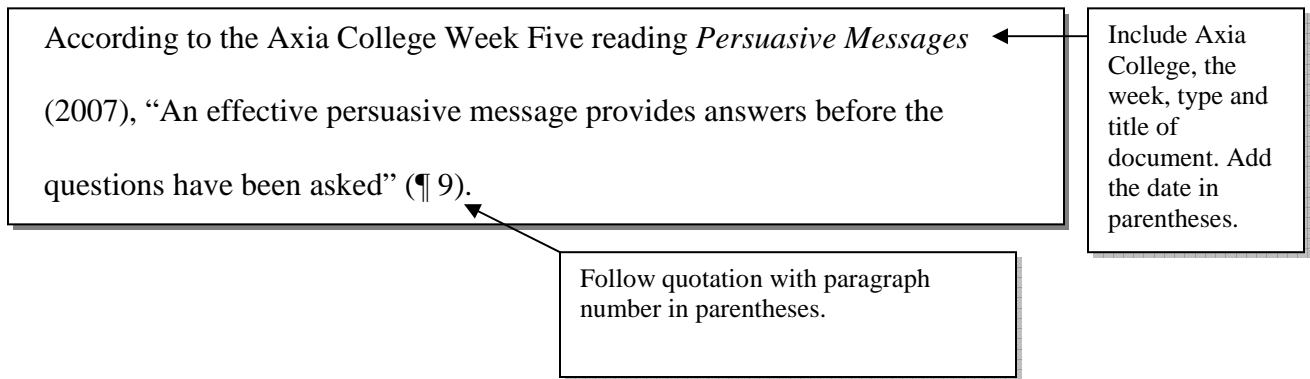 According to the Axia College Week Five reading Persuasive Messages
(2007), “An effective persuasive message provides answers before the
questions have been asked” (¶ 9).
Include Axia
College, the
week, type and
title of
document. Add
the date in
parentheses.
Follow quotation with paragraph
number in parentheses.